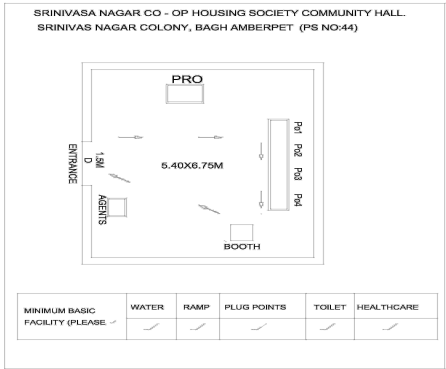 SRINIVASA NAGAR CO - OP HOUSING SOCIETY COMMUNITY HALL.
SRINIVAS NAGAR COLONY, BAGH AMBERPET (PS NO:44)
PRO
ENTRANCE
D
1.5M
5.40X6.75M
Po1
Po2
Po3
Po4
AGENTS
BOOTH
MINIMUM BASIC
FACILITY (PLEASE ✓
WATER
RAMP
PLUG POINTS
TOILET
HEALTHCARE
✓ ✓ ✓ ✓ ✓